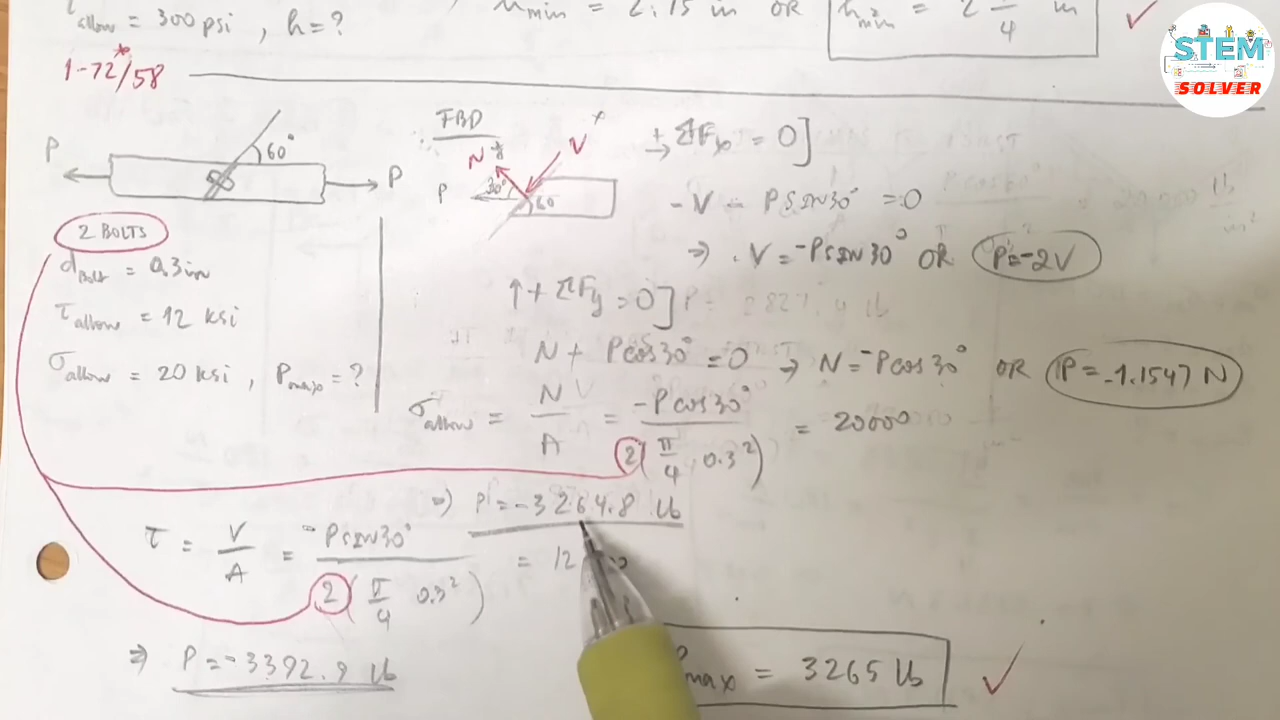 τallow = 300 psi , h = ?
hmin = 2.75 in OR hmin = 2 3/4 in ✓
STEM
SOLVER
1-72*/58
P 60° P
FBD
N V
P 30° 60
→+ ΣFx = 0]
-V - P sin30° = 0
⇒ V = -P sin30° OR P = -2V
2 BOLTS
dbolt = 0.3 in
τallow = 12 ksi
σallow = 20 ksi , Pmax = ?
↑+ ΣFy = 0]
N + P cos30° = 0 ⇒ N = -P cos30° OR P = -1.1547 N
σallow = N/A = -P cos30° / 2(π/4 0.3²) = 20000
⇒ P = -3264.8 lb
τ = V/A = -P sin30° / 2(π/4 0.3²) = 12
⇒ P = -3392.9 lb
max = 3265 lb ✓